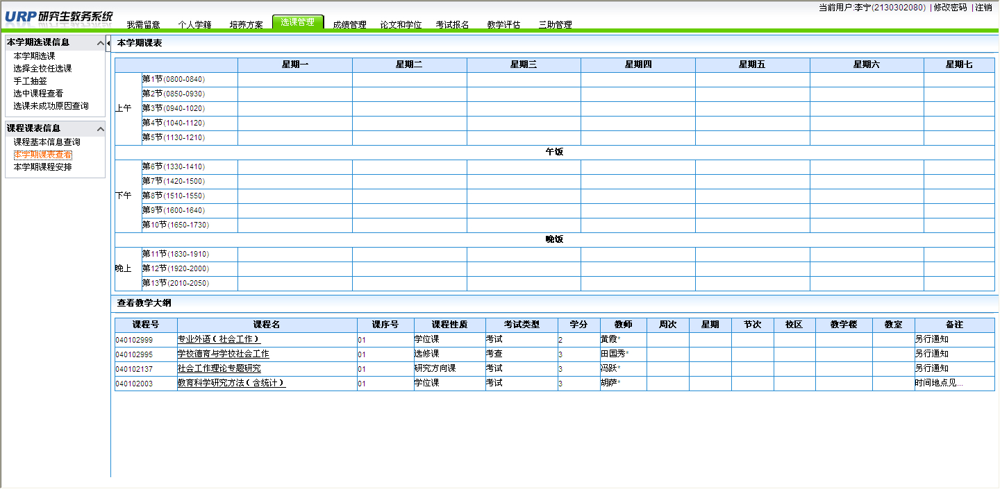 当前用户:李宁(2130302080) | 修改密码 | 注销
URP 研究生教务系统
我需留意 个人学籍 培养方案 选课管理 成绩管理 论文和学位 考试报名 教学评估 三助管理
本学期选课信息
本学期选课
选择全校任选课
手工抽签
选中课程查看
选课未成功原因查询
课程课表信息
课程基本信息查询
本学期课表查看
本学期课程安排
本学期课表
星期一 星期二 星期三 星期四 星期五 星期六 星期七
上午
第1节(0800-0840)
第2节(0850-0930)
第3节(0940-1020)
第4节(1040-1120)
第5节(1130-1210)
午饭
下午
第6节(1330-1410)
第7节(1420-1500)
第8节(1510-1550)
第9节(1600-1640)
第10节(1650-1730)
晚饭
晚上
第11节(1830-1910)
第12节(1920-2000)
第13节(2010-2050)
查看教学大纲
课程号 课程名 课序号 课程性质 考试类型 学分 教师 周次 星期 节次 校区 教学楼 教室 备注
040102999 专业外语（社会工作） 01 学位课 考试 2 黄霞* 另行通知
040102995 学校德育与学校社会工作 01 选修课 考查 3 田国秀* 另行通知
040102137 社会工作理论专题研究 01 研究方向课 考试 3 冯跃* 另行通知
040102003 教育科学研究方法（含统计） 01 学位课 考试 3 胡萨* 时间地点见...